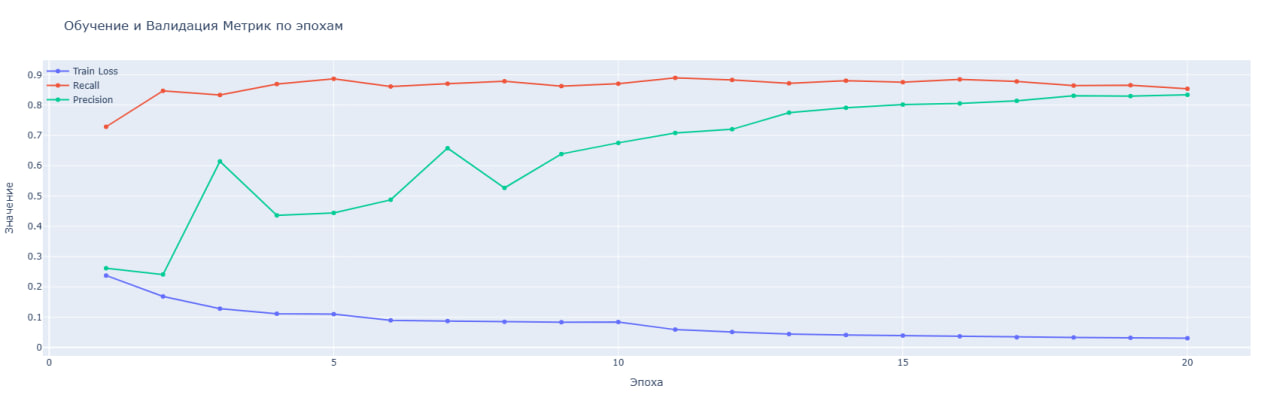 Обучение и Валидация Метрик по эпохам
Train Loss
Recall
Precision
0.9
0.8
0.7
0.6
0.5
0.4
0.3
0.2
0.1
0
Значение
0 5 10 15 20
Эпоха